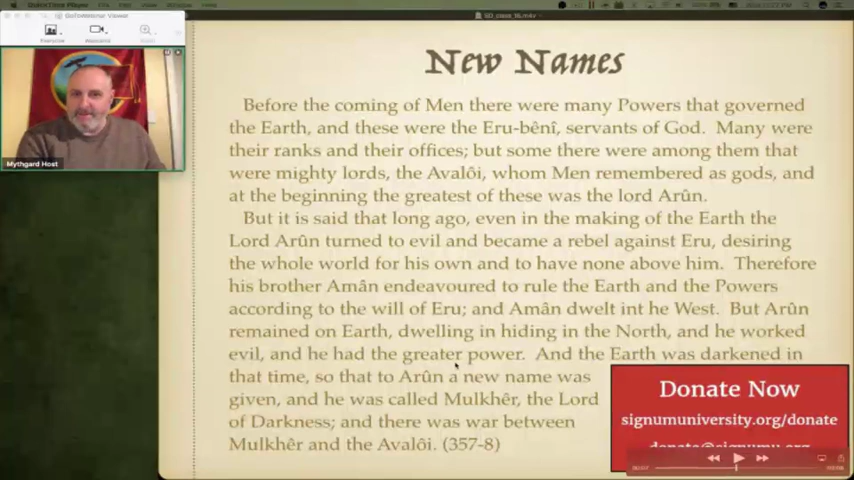 GoToWebinar Viewer
Mythgard Host
New Names
Before the coming of Men there were many Powers that governed
the Earth, and these were the Eru-bênî, servants of God. Many were
their ranks and their offices; but some there were among them that
were mighty lords, the Avalôi, whom Men remembered as gods, and
at the beginning the greatest of these was the lord Arûn.
But it is said that long ago, even in the making of the Earth the
Lord Arûn turned to evil and became a rebel against Eru, desiring
the whole world for his own and to have none above him. Therefore
his brother Amân endeavoured to rule the Earth and the Powers
according to the will of Eru; and Amân dwelt int he West. But Arûn
remained on Earth, dwelling in hiding in the North, and he worked
evil, and he had the greater power. And the Earth was darkened in
that time, so that to Arûn a new name was
given, and he was called Mulkhêr, the Lord
of Darkness; and there was war between
Mulkhêr and the Avalôi. (357-8)
Donate Now
signumuniversity.org/donate
donate@signumu.org